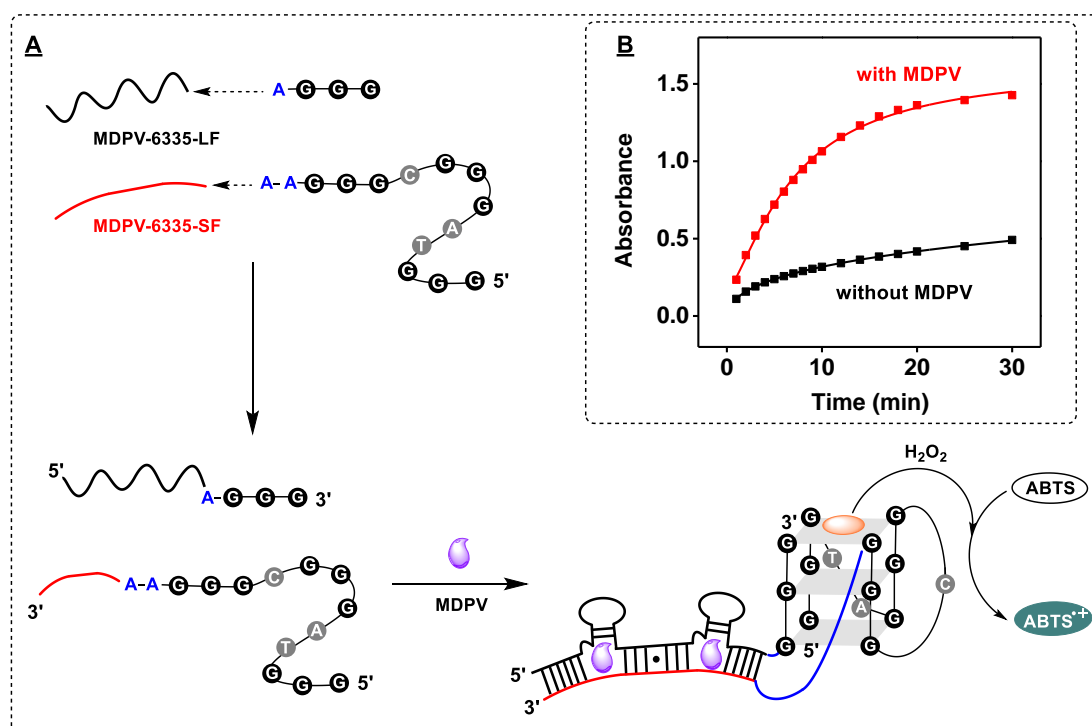 A
A G G G
MDPV-6335-LF
A-A G G G C G G G A T G G G 5'
MDPV-6335-SF
B
with MDPV
without MDPV
Absorbance
1.5
1.0
0.5
0.0
0
10
20
30
Time (min)
5'
A-G G G 3'
3'
A-A G G G C G G G A T G G G 5'
MDPV
5'
3'
3' G G G
G G G G
T
G G
A G
5' G G
C
H2O2
ABTS
ABTS•+